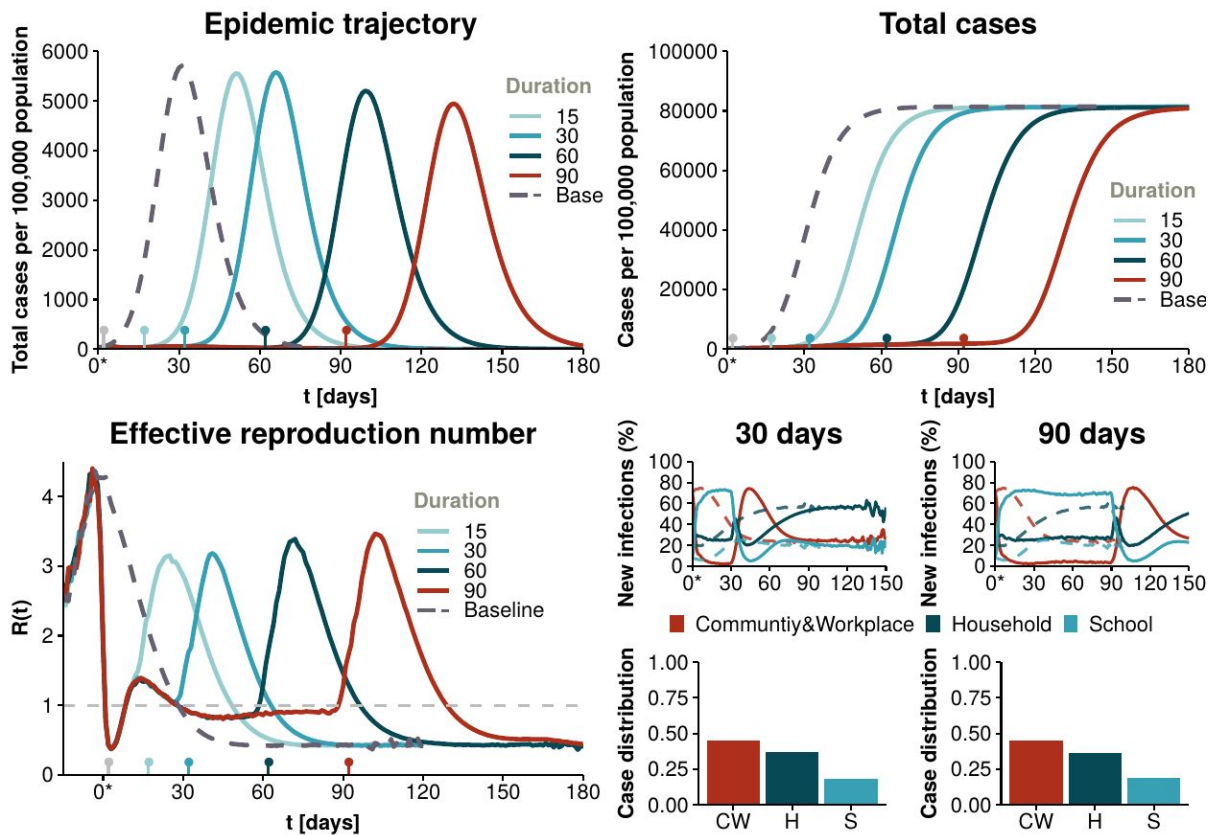 Epidemic trajectory
Total cases per 100,000 population
6000
5000
4000
3000
2000
1000
0
0*
30
60
90
120
150
180
t [days]
Duration
15
30
60
90
Base
Total cases
Cases per 100,000 population
100000
80000
60000
40000
20000
0
0*
30
60
90
120
150
180
t [days]
Duration
15
30
60
90
Base
Effective reproduction number
R(t)
4
3
2
1
0
0*
30
60
90
120
150
180
t [days]
Duration
15
30
60
90
Baseline
30 days
New infections (%)
100
80
60
40
20
0
0*
30
60
90
120
150
90 days
New infections (%)
100
80
60
40
20
0
0*
30
60
90
120
150
Communtiy&Workplace
Household
School
Case distribution
1.00
0.75
0.50
0.25
0.00
CW
H
S
Case distribution
1.00
0.75
0.50
0.25
0.00
CW
H
S